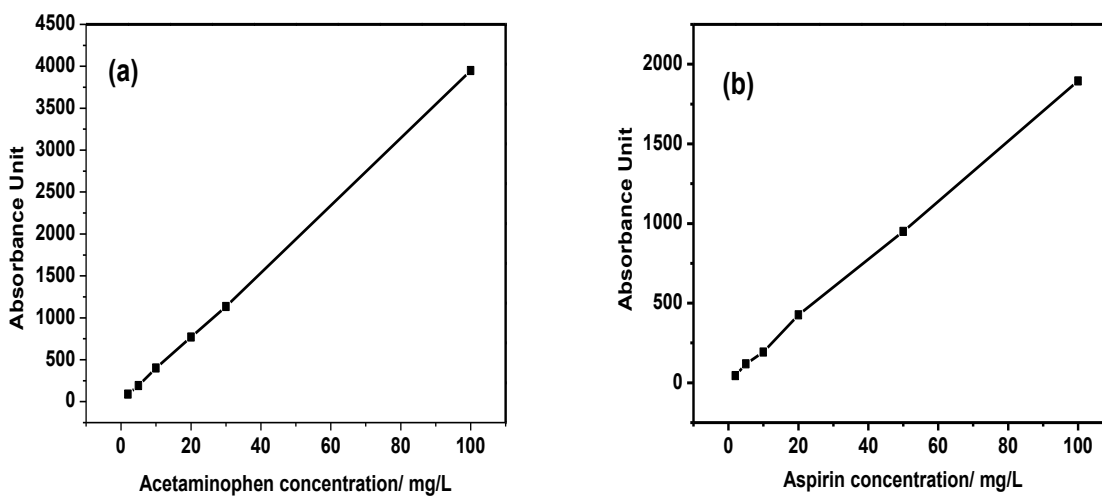 4500
4000
3500
3000
2500
2000
1500
1000
500
0
Absorbance Unit
(a)
0 20 40 60 80 100
Acetaminophen concentration/ mg/L
2000
1500
1000
500
0
Absorbance Unit
(b)
0 20 40 60 80 100
Aspirin concentration/ mg/L